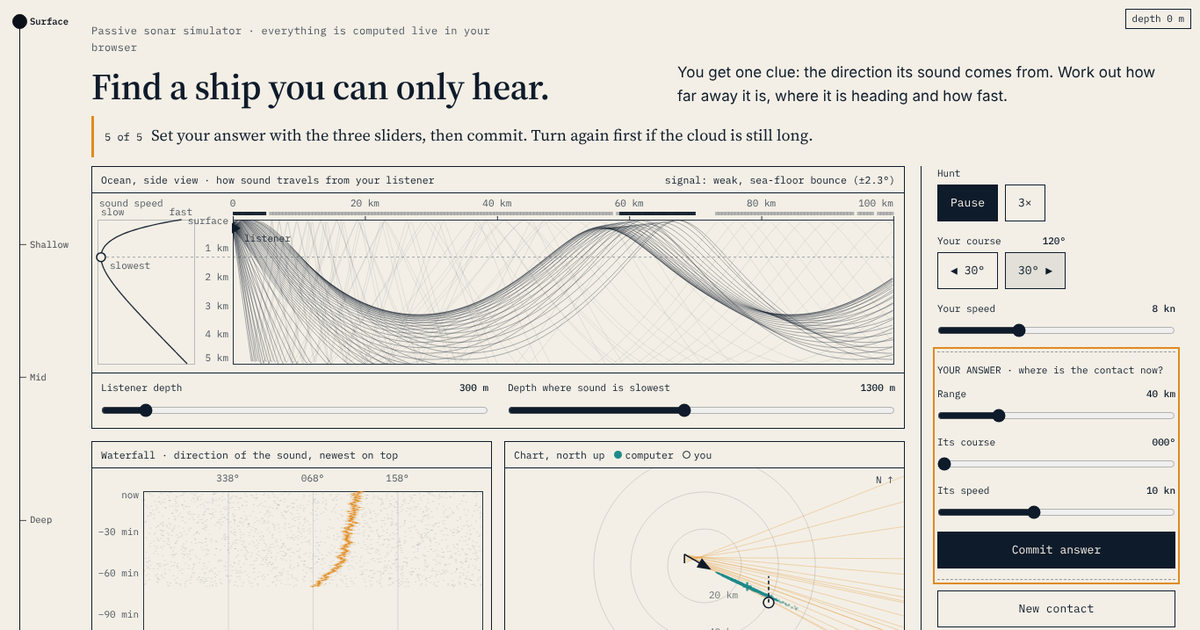 Surface
depth 0 m
Passive sonar simulator · everything is computed live in your
browser
Find a ship you can only hear.
You get one clue: the direction its sound comes from. Work out how
far away it is, where it is heading and how fast.
5 of 5 Set your answer with the three sliders, then commit. Turn again first if the cloud is still long.
Ocean, side view · how sound travels from your listener
signal: weak, sea-floor bounce (±2.3°)
sound speed
slow fast
slowest
0 20 km 40 km 60 km 80 km 100 km
surface
listener
1 km
2 km
3 km
4 km
5 km
Listener depth 300 m
Depth where sound is slowest 1300 m
Shallow
Mid
Deep
Waterfall · direction of the sound, newest on top
338° 068° 158°
now
−30 min
−60 min
−90 min
Chart, north up computer you
N ↑
20 km
Hunt
Pause 3×
Your course 120°
◀ 30° 30° ▶
Your speed 8 kn
YOUR ANSWER · where is the contact now?
Range 40 km
Its course 000°
Its speed 10 kn
Commit answer
New contact